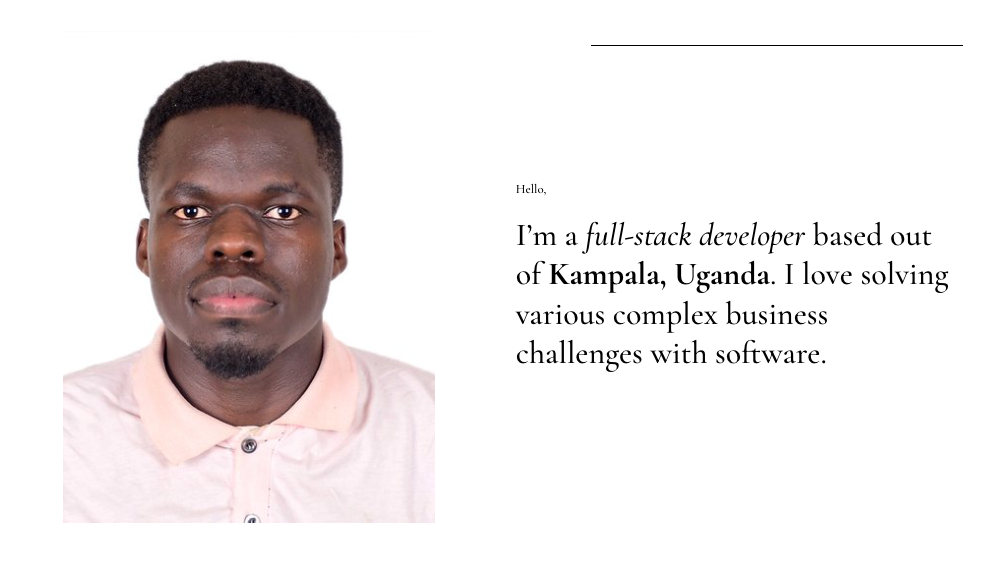 Hello,
I’m a full-stack developer based out
of Kampala, Uganda. I love solving
various complex business
challenges with software.